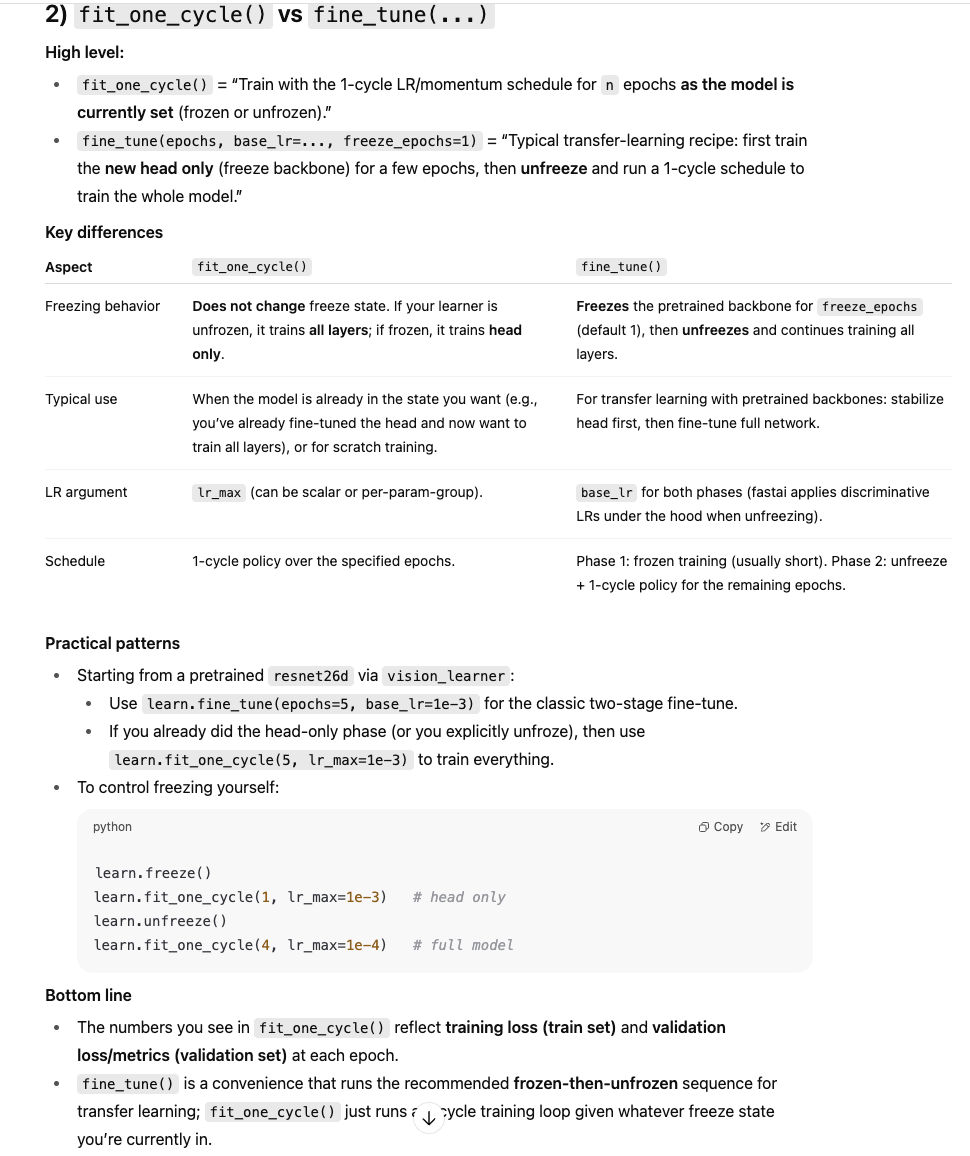 2) fit_one_cycle() vs fine_tune(...)
High level:
• fit_one_cycle() = “Train with the 1-cycle LR/momentum schedule for n epochs as the model is
currently set (frozen or unfrozen).”
• fine_tune(epochs, base_lr=..., freeze_epochs=1) = “Typical transfer-learning recipe: first train
the new head only (freeze backbone) for a few epochs, then unfreeze and run a 1-cycle schedule to
train the whole model.”
Key differences
Aspect fit_one_cycle() fine_tune()
Freezing behavior Does not change freeze state. If your learner is
unfrozen, it trains all layers; if frozen, it trains head
only.
Freezes the pretrained backbone for freeze_epochs
(default 1), then unfreezes and continues training all
layers.
Typical use When the model is already in the state you want (e.g.,
you’ve already fine-tuned the head and now want to
train all layers), or for scratch training.
For transfer learning with pretrained backbones: stabilize
head first, then fine-tune full network.
LR argument lr_max (can be scalar or per-param-group).
base_lr for both phases (fastai applies discriminative
LRs under the hood when unfreezing).
Schedule 1-cycle policy over the specified epochs.
Phase 1: frozen training (usually short). Phase 2: unfreeze
+ 1-cycle policy for the remaining epochs.
Practical patterns
• Starting from a pretrained resnet26d via vision_learner:
• Use learn.fine_tune(epochs=5, base_lr=1e-3) for the classic two-stage fine-tune.
• If you already did the head-only phase (or you explicitly unfroze), then use
learn.fit_one_cycle(5, lr_max=1e-3) to train everything.
• To control freezing yourself:
python Copy Edit
learn.freeze()
learn.fit_one_cycle(1, lr_max=1e-3) # head only
learn.unfreeze()
learn.fit_one_cycle(4, lr_max=1e-4) # full model
Bottom line
• The numbers you see in fit_one_cycle() reflect training loss (train set) and validation
loss/metrics (validation set) at each epoch.
• fine_tune() is a convenience that runs the recommended frozen-then-unfrozen sequence for
transfer learning; fit_one_cycle() just runs cycle training loop given whatever freeze state
you’re currently in.